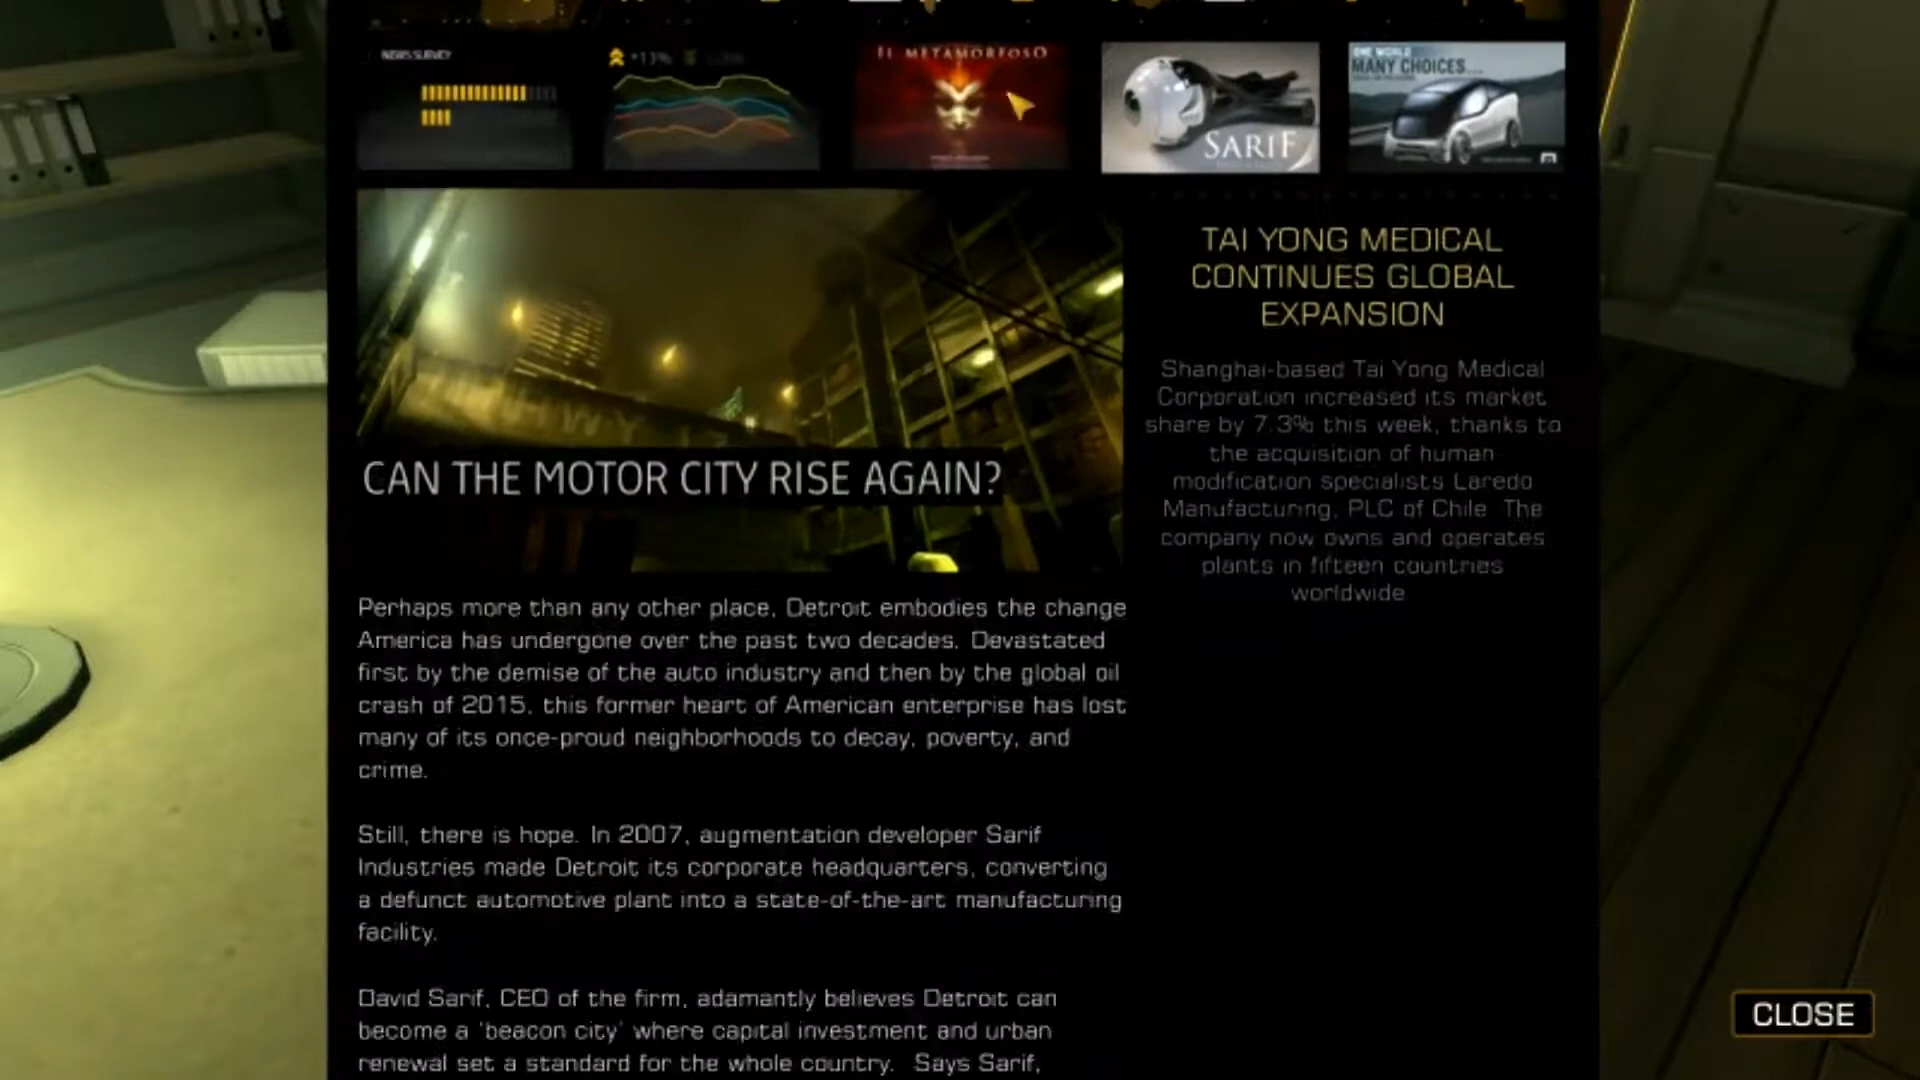 NEWS SURVEY
+13%
IL METAMORFOSO
SARIF
ONE WORLD
MANY CHOICES...
CAN THE MOTOR CITY RISE AGAIN?
Perhaps more than any other place, Detroit embodies the change
America has undergone over the past two decades. Devastated
first by the demise of the auto industry and then by the global oil
crash of 2015, this former heart of American enterprise has lost
many of its once-proud neighborhoods to decay, poverty, and
crime.
Still, there is hope. In 2007, augmentation developer Sarif
Industries made Detroit its corporate headquarters, converting
a defunct automotive plant into a state-of-the-art manufacturing
facility.
David Sarif, CEO of the firm, adamantly believes Detroit can
become a 'beacon city' where capital investment and urban
renewal set a standard for the whole country. Says Sarif,
TAI YONG MEDICAL
CONTINUES GLOBAL
EXPANSION
Shanghai-based Tai Yong Medical
Corporation increased its market
share by 7.3% this week, thanks to
the acquisition of human
modification specialists Laredo
Manufacturing, PLC of Chile. The
company now owns and operates
plants in fifteen countries
worldwide.
CLOSE